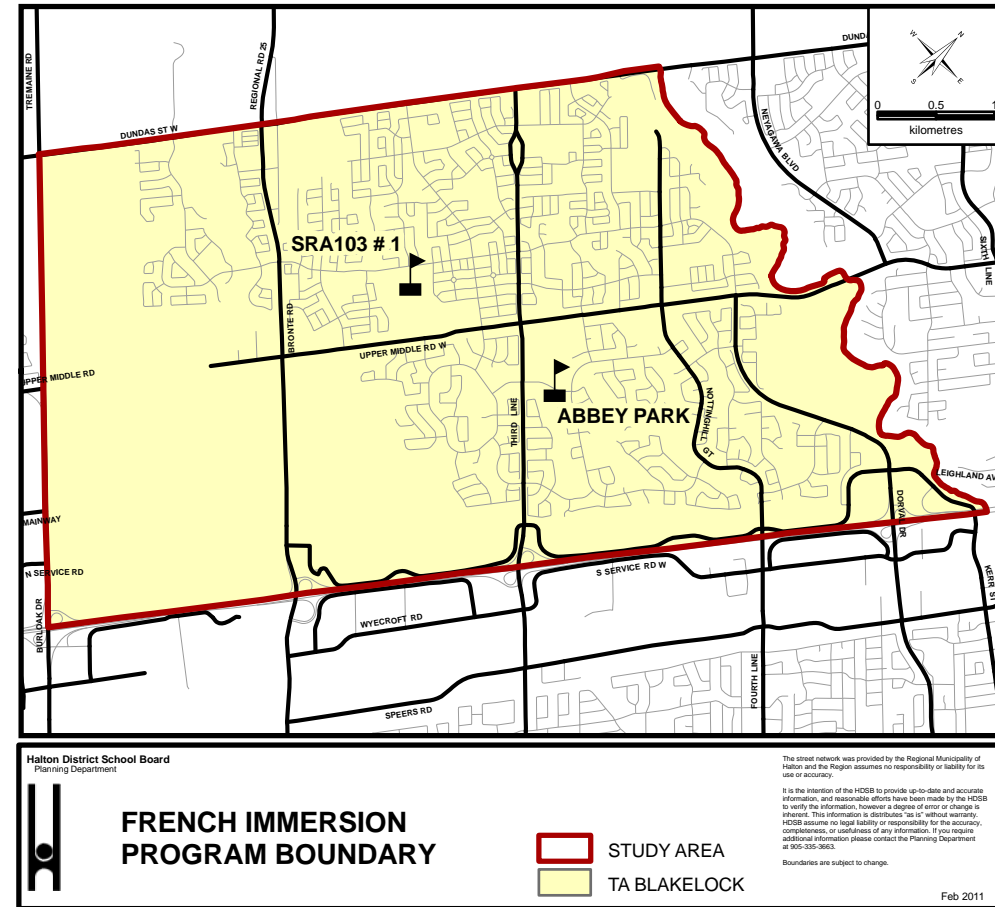 TREMAINE RD
REGIONAL RD 25
DUNDAS ST W
W
N
S
E
0
0.5
1
kilometres
NEYAGAWA BLVD
SIXTH LINE
SRA103 # 1
BRONTE RD
UPPER MIDDLE RD W
UPPER MIDDLE RD
THIRD LINE
ABBEY PARK
NOTTINGHILL GT
LEIGHLAND AV
DORVAL DR
MAINWAY
N SERVICE RD
BURLOAK DR
S SERVICE RD W
WYECROFT RD
KERR ST
FOURTH LINE
SPEERS RD
Halton District School Board
Planning Department
FRENCH IMMERSION
PROGRAM BOUNDARY
STUDY AREA
TA BLAKELOCK
The street network was provided by the Regional Municipality of
Halton and the Region assumes no responsibility or liability for its
use or accuracy.
It is the intention of the HDSB to provide up-to-date and accurate
information, and reasonable efforts have been made by the HDSB
to verify the information, however a degree of error or change is
inherent. This information is distributes "as is" without warranty.
HDSB assume no legal liability or responsibility for the accuracy,
completeness, or usefulness of any information. If you require
additional information please contact the Planning Department
at 905-335-3663.
Boundaries are subject to change.
Feb 2011